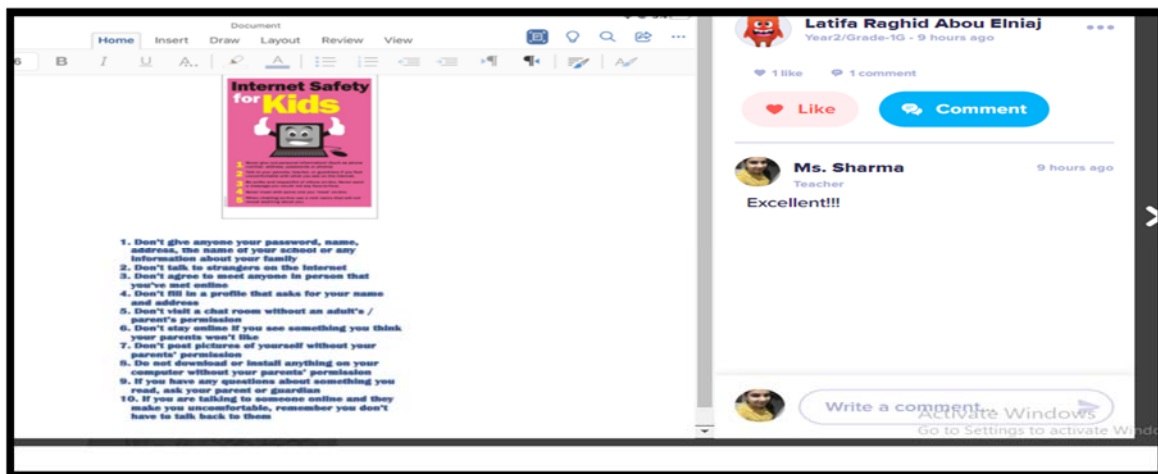 Document
Home Insert Draw Layout Review View
6 B I U A..
Internet Safety
for Kids
1. Don't give anyone your password, name,
address, the name of your school or any
information about your family
2. Don't talk to strangers on the Internet
3. Don't agree to meet anyone in person that
you've met online
4. Don't fill in a profile that asks for your name
and address
5. Don't visit a chat room without an adult's /
parent's permission
6. Don't stay online if you see something you think
your parents won't like
7. Don't post pictures of yourself without your
parents' permission
8. Do not download or install anything on your
computer without your parents' permission
9. If you have any questions about something you
read, ask your parent or guardian
10. If you are talking to someone online and they
make you uncomfortable, remember you don't
have to talk back to them
Latifa Raghid Abou Elniaj
Year2/Grade-1G - 9 hours ago
1 like 1 comment
Like Comment
Ms. Sharma 9 hours ago
Teacher
Excellent!!!
Write a comment...
Activate Windows
Go to Settings to activate Windo